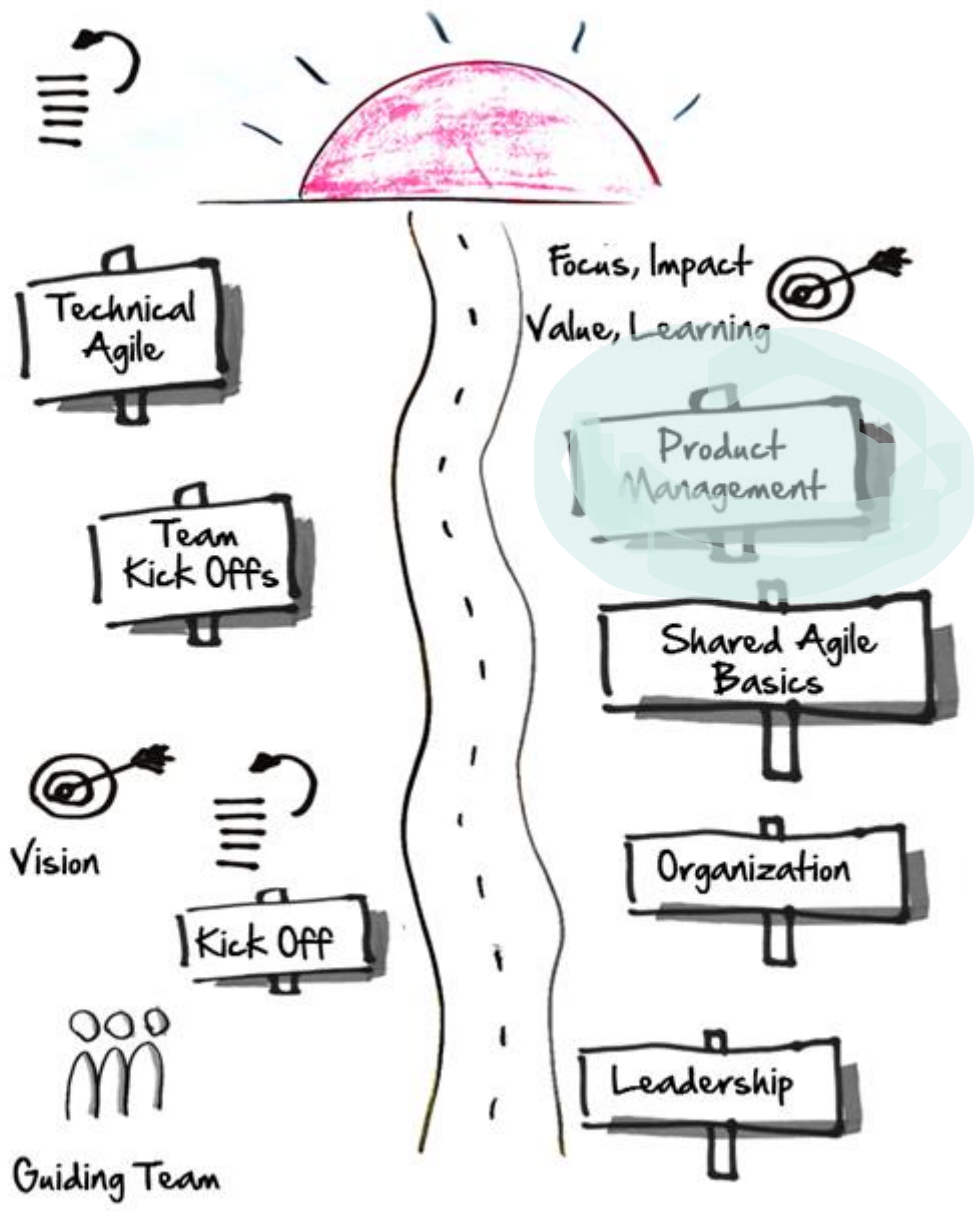 Focus, Impact
Value, Learning
Technical
Agile
Product
Management
Team
Kick Offs
Shared Agile
Basics
Vision
Organization
Kick Off
Leadership
Guiding Team